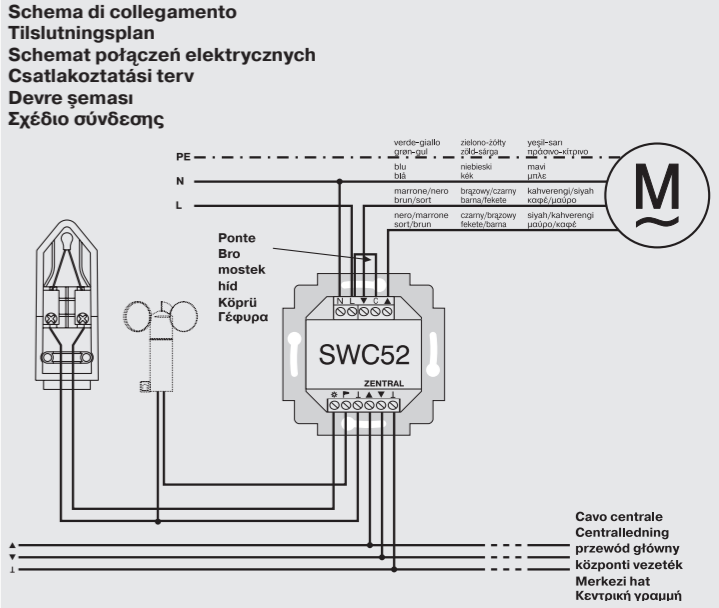 Schema di collegamento
Tilslutningsplan
Schemat połączeń elektrycznych
Csatlakoztatási terv
Devre şeması
Σχέδιο σύνδεσης
verde-giallo zielono-żółty yeşil-sarı
grøn-gul zöld-sárga πράσινο-κίτρινο
PE
blu niebieski mavi
blå kék μπλε
N
marrone/nero brązowy/czarny kahverengi/siyah
brun/sort barna/fekete καφέ/μαύρο
L
nero/marrone czarny/brązowy siyah/kahverengi
sort/brun fekete/barna μαύρο/καφέ
M
Ponte
Bro
mostek
híd
Köprü
Γέφυρα
N L ▼ C ▲
SWC52
ZENTRAL
▲ ▼
Cavo centrale
Centralledning
przewód główny
központi vezeték
Merkezi hat
Κεντρική γραμμή